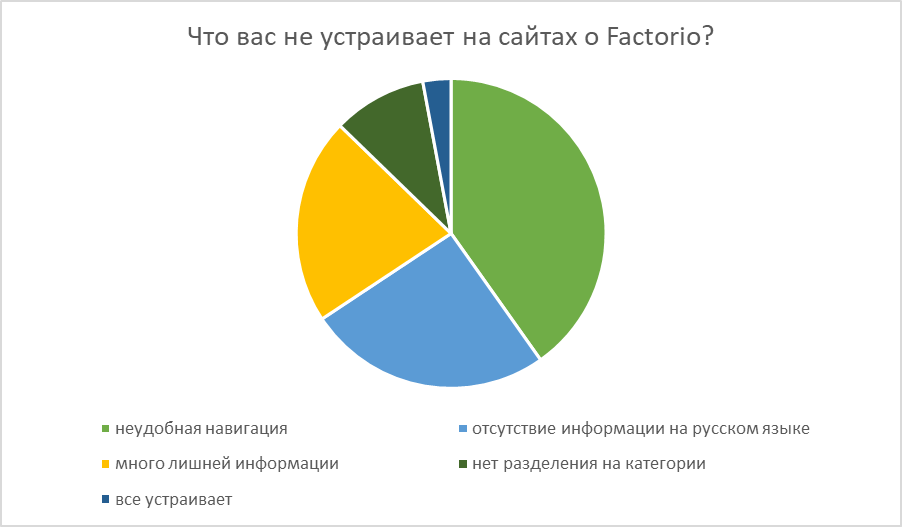 Что вас не устраивает на сайтах о Factorio?
неудобная навигация
отсутствие информации на русском языке
много лишней информации
нет разделения на категории
все устраивает